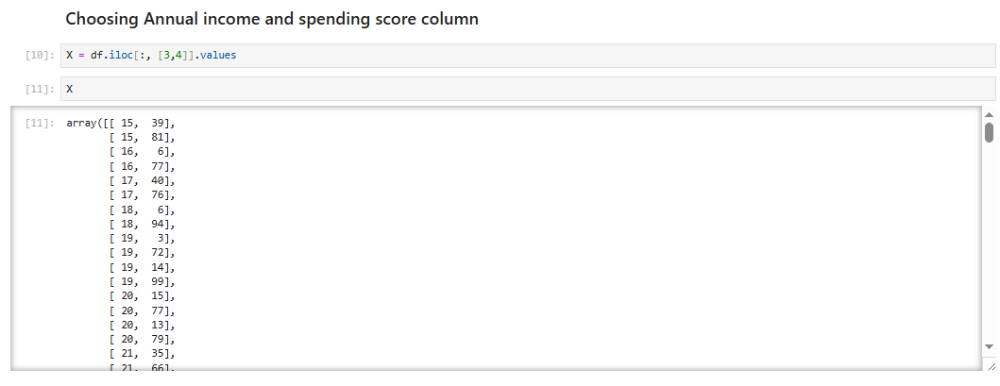 Choosing Annual income and spending score column
[10]: X = df.iloc[:, [3,4]].values
[11]: X
[11]: array([[ 15,  39],
       [ 15,  81],
       [ 16,   6],
       [ 16,  77],
       [ 17,  40],
       [ 17,  76],
       [ 18,   6],
       [ 18,  94],
       [ 19,   3],
       [ 19,  72],
       [ 19,  14],
       [ 19,  99],
       [ 20,  15],
       [ 20,  77],
       [ 20,  13],
       [ 20,  79],
       [ 21,  35],
       [ 21,  66],